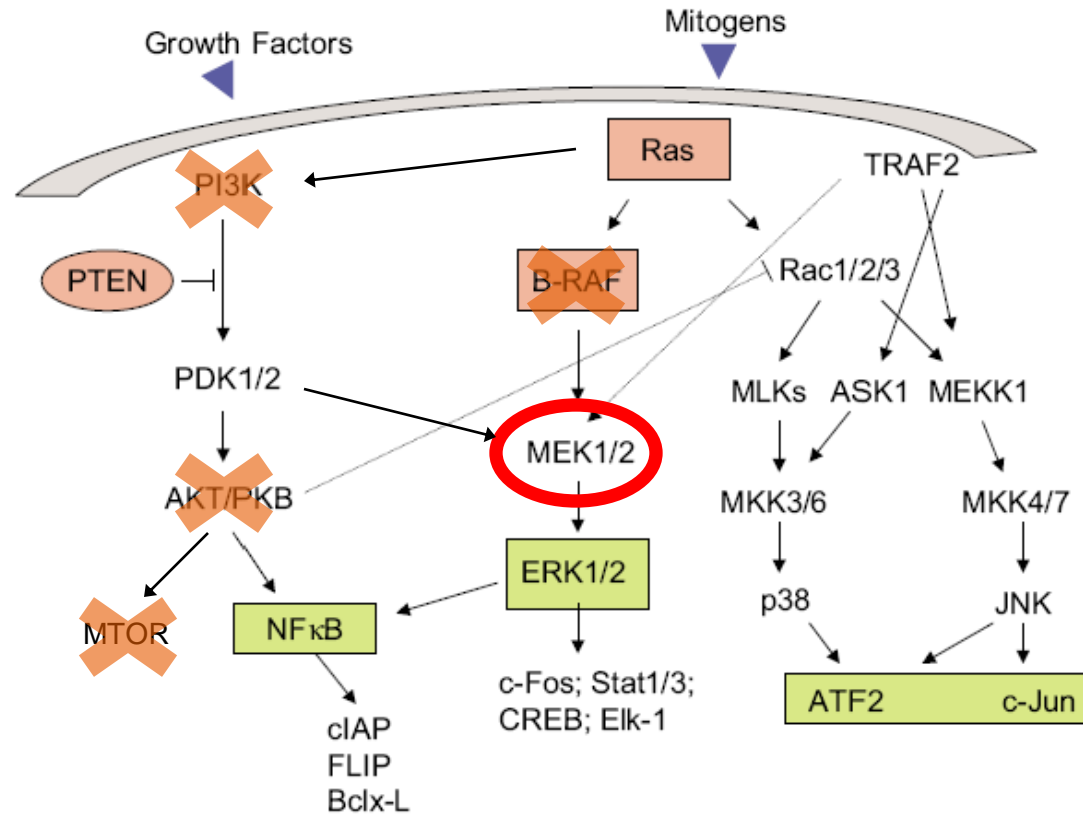 Growth Factors
Mitogens
Ras
TRAF2
PI3K
PTEN
B-RAF
Rac1/2/3
PDK1/2
MLKs
ASK1
MEKK1
MEK1/2
AKT/PKB
MKK3/6
MKK4/7
ERK1/2
p38
JNK
MTOR
NFκB
c-Fos; Stat1/3;
CREB; Elk-1
ATF2
c-Jun
cIAP
FLIP
Bclx-L